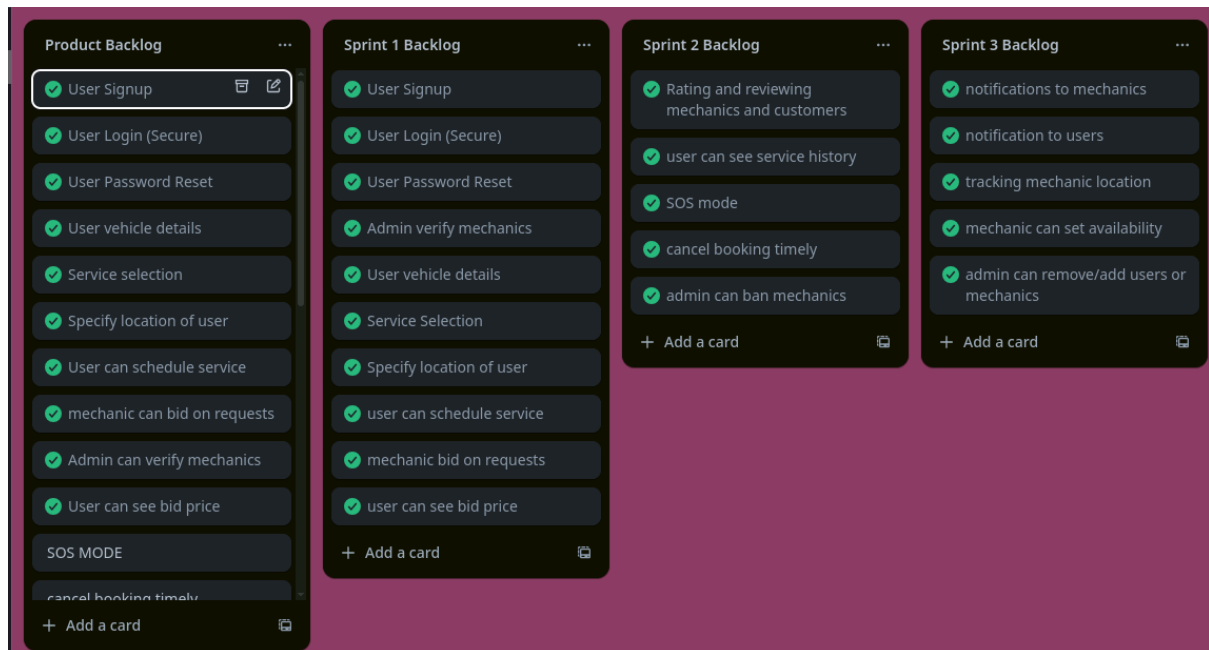 Product Backlog
User Signup
User Login (Secure)
User Password Reset
User vehicle details
Service selection
Specify location of user
User can schedule service
mechanic can bid on requests
Admin can verify mechanics
User can see bid price
SOS MODE
cancel booking timely
+ Add a card
Sprint 1 Backlog
User Signup
User Login (Secure)
User Password Reset
Admin verify mechanics
User vehicle details
Service Selection
Specify location of user
user can schedule service
mechanic bid on requests
user can see bid price
+ Add a card
Sprint 2 Backlog
Rating and reviewing
mechanics and customers
user can see service history
SOS mode
cancel booking timely
admin can ban mechanics
+ Add a card
Sprint 3 Backlog
notifications to mechanics
notification to users
tracking mechanic location
mechanic can set availability
admin can remove/add users or
mechanics
+ Add a card